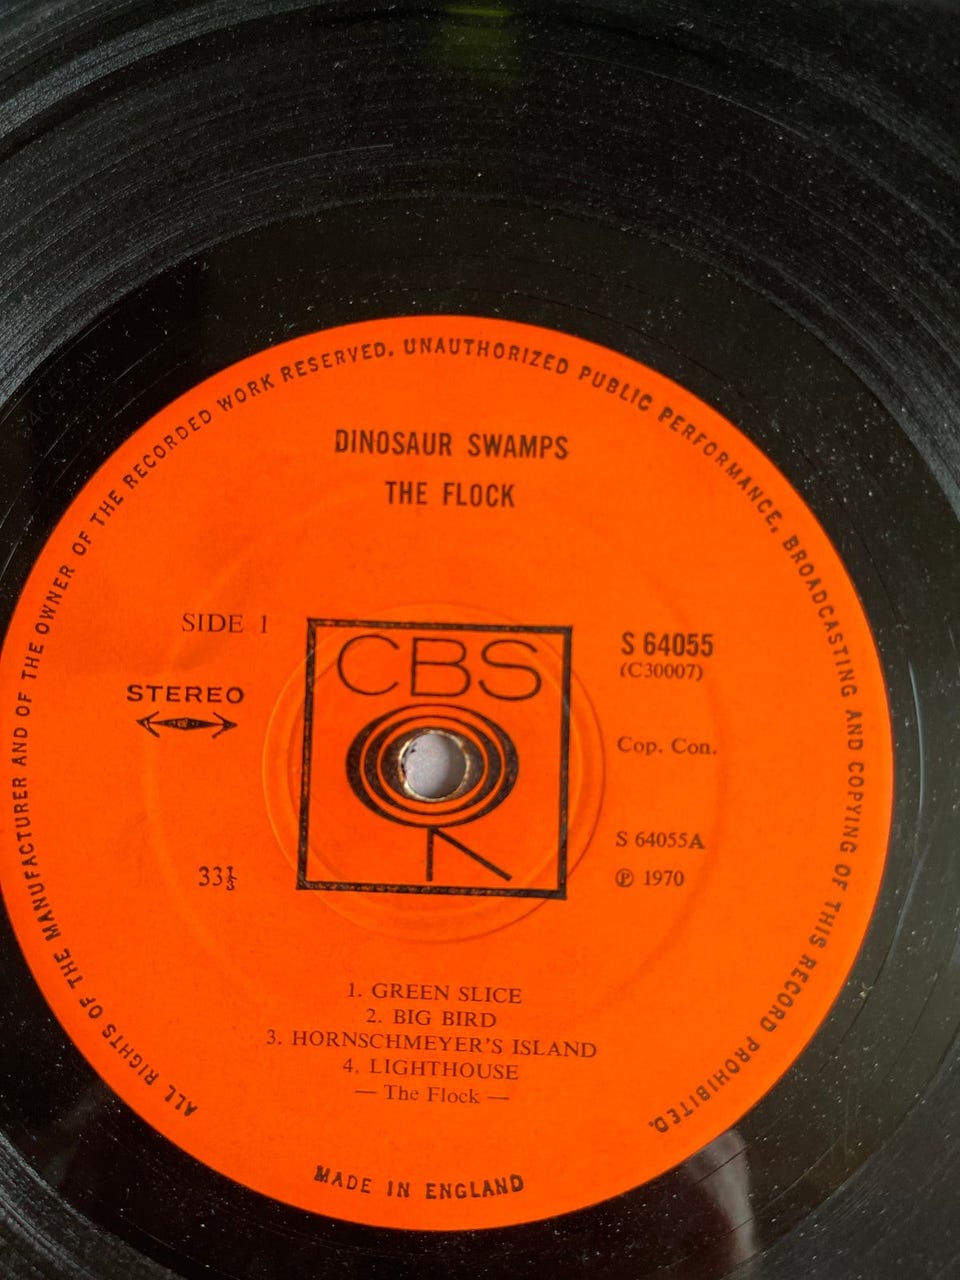 ALL RIGHTS OF THE MANUFACTURER AND OF THE OWNER OF THE RECORDED WORK RESERVED. UNAUTHORIZED PUBLIC PERFORMANCE, BROADCASTING AND COPYING OF THIS RECORD PROHIBITED.
DINOSAUR SWAMPS
THE FLOCK
SIDE 1
STEREO
33⅓
CBS
S 64055
(C30007)
Cop. Con.
S 64055A
℗ 1970
1. GREEN SLICE
2. BIG BIRD
3. HORNSCHMEYER'S ISLAND
4. LIGHTHOUSE
— The Flock —
MADE IN ENGLAND